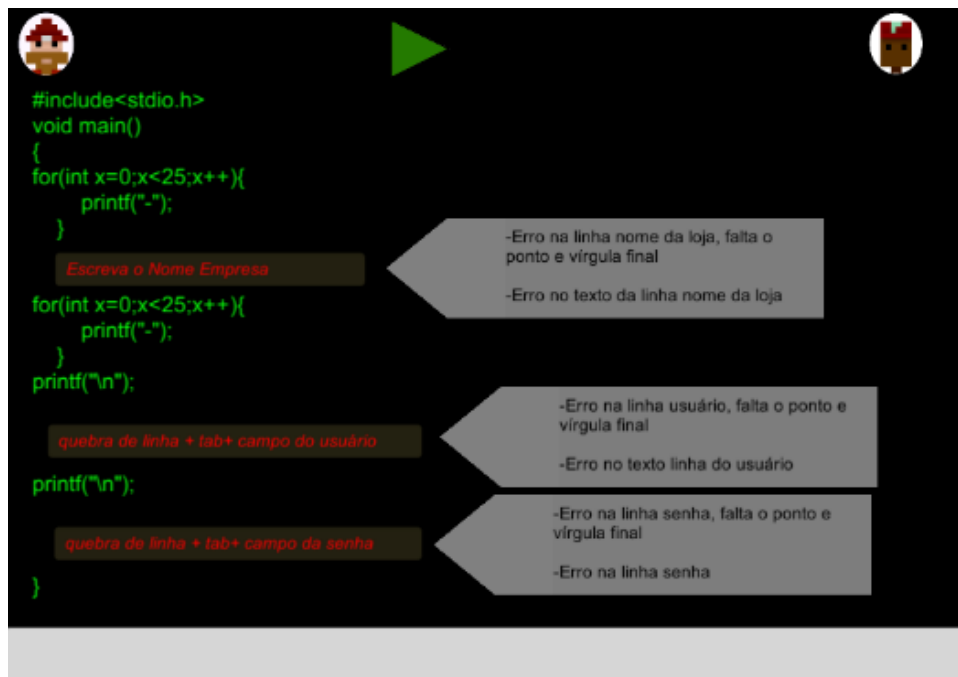 #include<stdio.h>
void main()
{
for(int x=0;x<25;x++){
printf("-");
}
Escreva o Nome Empresa
for(int x=0;x<25;x++){
printf("-");
}
printf("\n");
quebra de linha + tab+ campo do usuário
printf("\n");
quebra de linha + tab+ campo da senha
}
-Erro na linha nome da loja, falta o
ponto e vírgula final
-Erro no texto da linha nome da loja
-Erro na linha usuário, falta o ponto e
vírgula final
-Erro no texto linha do usuário
-Erro na linha senha, falta o ponto e
vírgula final
-Erro na linha senha